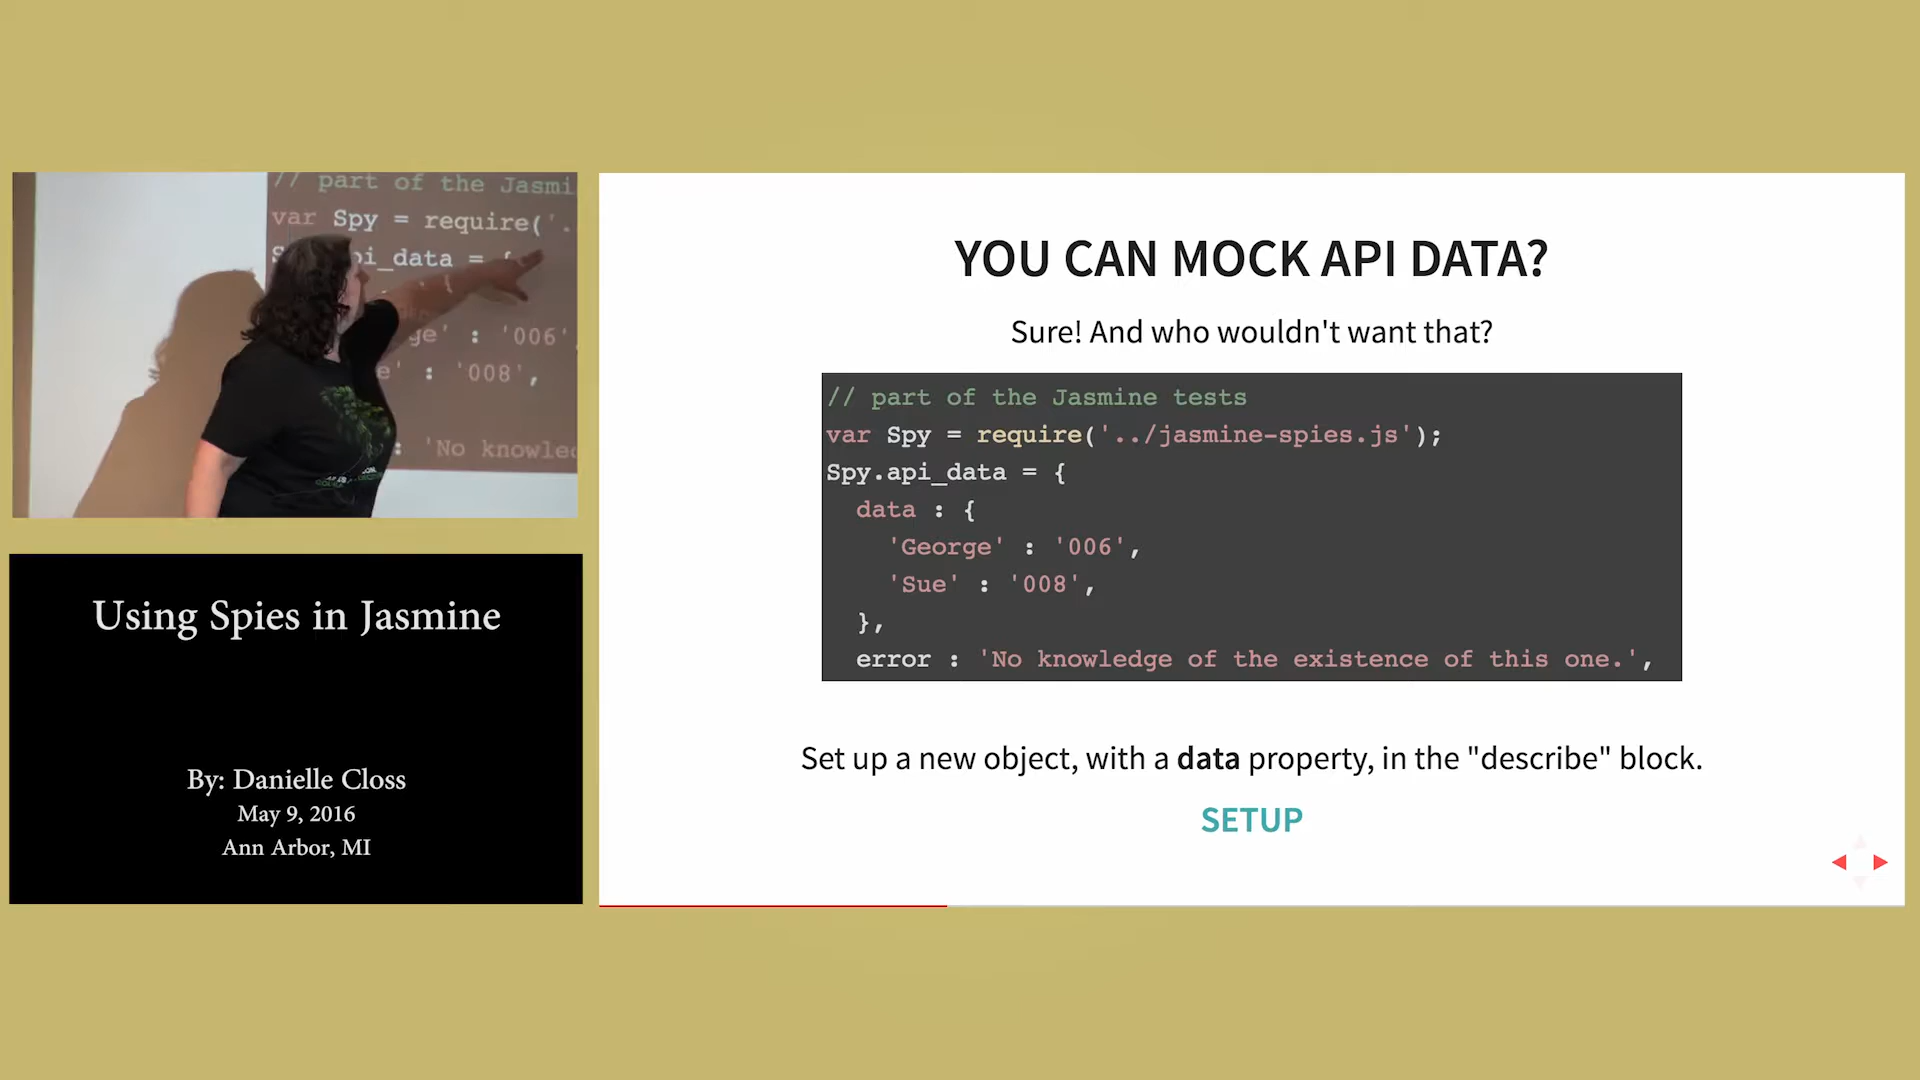 // part of the Jasmi
var Spy = require('.
pi_data = {
ge' : '006',
e' : '008',
: 'No knowled
Using Spies in Jasmine
By: Danielle Closs
May 9, 2016
Ann Arbor, MI
YOU CAN MOCK API DATA?
Sure! And who wouldn't want that?
// part of the Jasmine tests
var Spy = require('../jasmine-spies.js');
Spy.api_data = {
data : {
'George' : '006',
'Sue' : '008',
},
error : 'No knowledge of the existence of this one.',
Set up a new object, with a data property, in the "describe" block.
SETUP